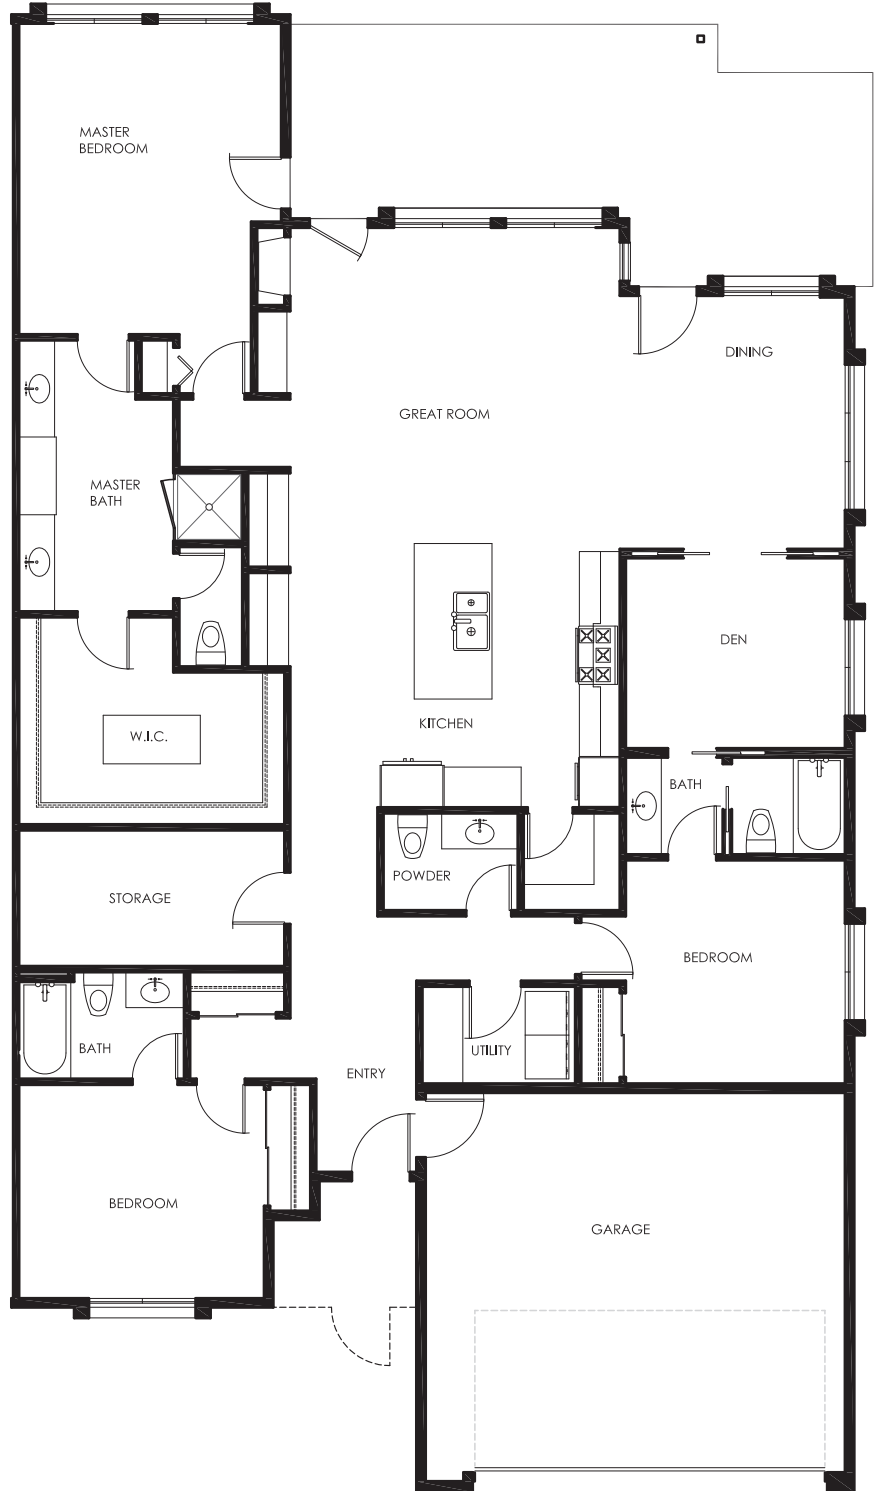 MASTER
BEDROOM
DINING
GREAT ROOM
MASTER
BATH
DEN
KITCHEN
W.I.C.
BATH
POWDER
STORAGE
BEDROOM
BATH
UTILITY
ENTRY
BEDROOM
GARAGE